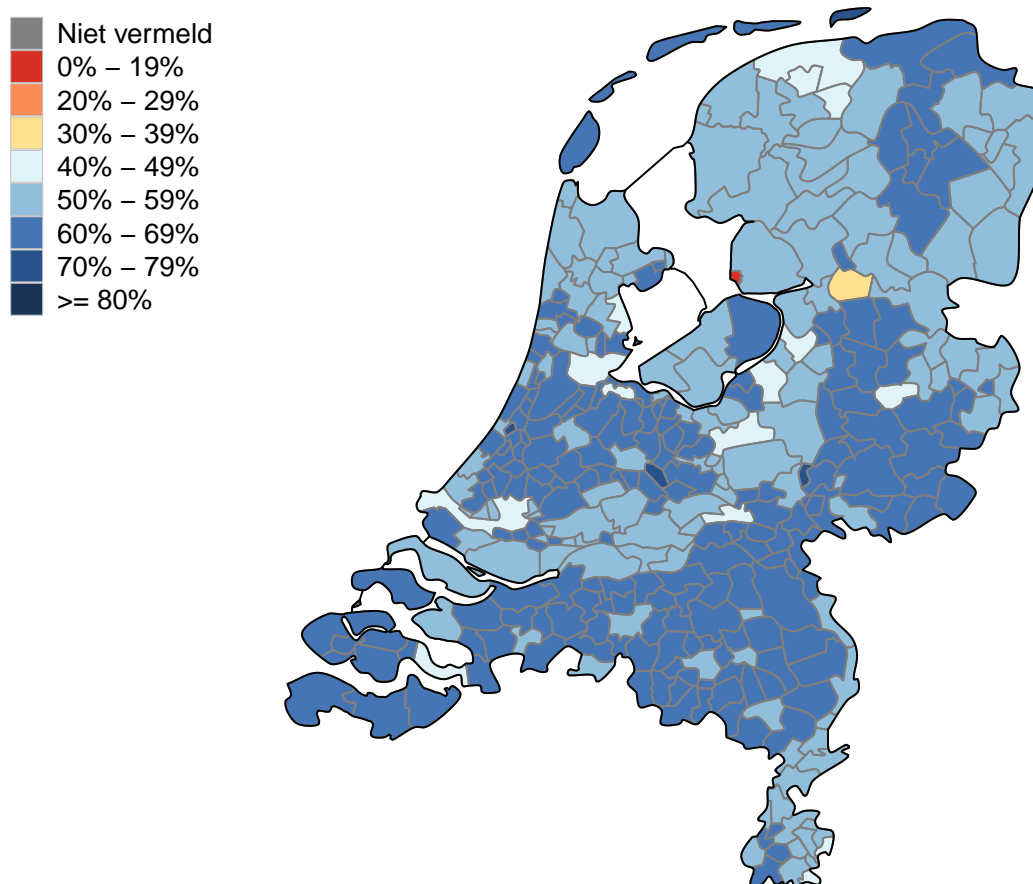 Niet vermeld
0% – 19%
20% – 29%
30% – 39%
40% – 49%
50% – 59%
60% – 69%
70% – 79%
>= 80%